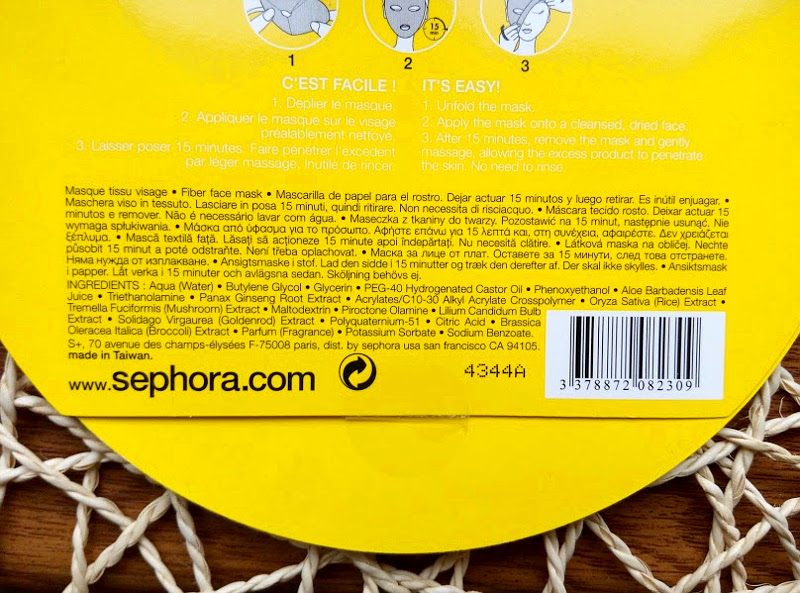 15 min
1
2
3
C'EST FACILE !
1. Déplier le masque.
2. Appliquer le masque sur le visage
préalablement nettoyé.
3. Laisser poser 15 minutes. Faire pénétrer l'excédent
par léger massage. Inutile de rincer.
IT'S EASY!
1. Unfold the mask.
2. Apply the mask onto a cleansed, dried face.
3. After 15 minutes, remove the mask and gently
massage, allowing the excess product to penetrate
the skin. No need to rinse.
Masque tissu visage • Fiber face mask • Mascarilla de papel para el rostro. Dejar actuar 15 minutos y luego retirar. Es inútil enjuagar. •
Maschera viso in tessuto. Lasciare in posa 15 minuti, quindi ritirare. Non necessita di risciacquo. • Máscara tecido rosto. Deixar actuar 15
minutos e remover. Não é necessário lavar com água. • Maseczka z tkaniny do twarzy. Pozostawić na 15 minut, następnie usunąć. Nie
wymaga spłukiwania. • Μάσκα από ύφασμα για το πρόσωπο. Αφήστε επάνω για 15 λεπτά και, στη συνέχεια, αφαιρέστε. Δεν χρειάζεται
ξέπλυμα. • Mască textilă față. Lăsați să acționeze 15 minute apoi îndepărtați. Nu necesită clătire. • Látková maska na obličej. Nechte
působit 15 minut a poté odstraňte. Není třeba oplachovat. • Маска за лице от плат. Оставете за 15 минути, след това отстранете.
Няма нужда от изплакване. • Ansigtsmaske i stof. Lad den sidde i 15 minutter og træk den derefter af. Der skal ikke skylles. • Ansiktsmask
i papper. Låt verka i 15 minuter och avlägsna sedan. Sköljning behövs ej.
INGREDIENTS : Aqua (Water) • Butylene Glycol • Glycerin • PEG-40 Hydrogenated Castor Oil • Phenoxyethanol • Aloe Barbadensis Leaf
Juice • Triethanolamine • Panax Ginseng Root Extract • Acrylates/C10-30 Alkyl Acrylate Crosspolymer • Oryza Sativa (Rice) Extract •
Tremella Fuciformis (Mushroom) Extract • Maltodextrin • Piroctone Olamine • Lilium Candidum Bulb
Extract • Solidago Virgaurea (Goldenrod) Extract • Polyquaternium-51 • Citric Acid • Brassica
Oleracea Italica (Broccoli) Extract • Parfum (Fragrance) • Potassium Sorbate • Sodium Benzoate.
S+, 70 avenue des champs-élysées F-75008 paris, dist. by sephora usa san francisco CA 94105.
made in Taiwan.
www.sephora.com
4344A
3 378872 082309